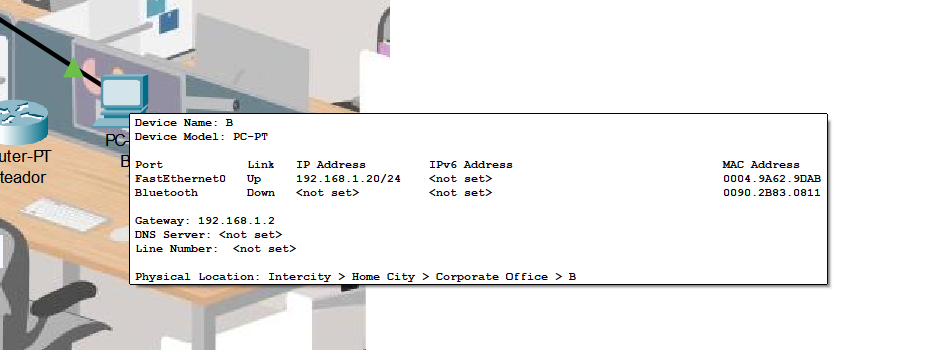 PC-
B
uter-PT
teador
Device Name: B
Device Model: PC-PT
Port Link IP Address IPv6 Address MAC Address
FastEthernet0 Up 192.168.1.20/24 <not set> 0004.9A62.9DAB
Bluetooth Down <not set> <not set> 0090.2B83.0811
Gateway: 192.168.1.2
DNS Server: <not set>
Line Number: <not set>
Physical Location: Intercity > Home City > Corporate Office > B